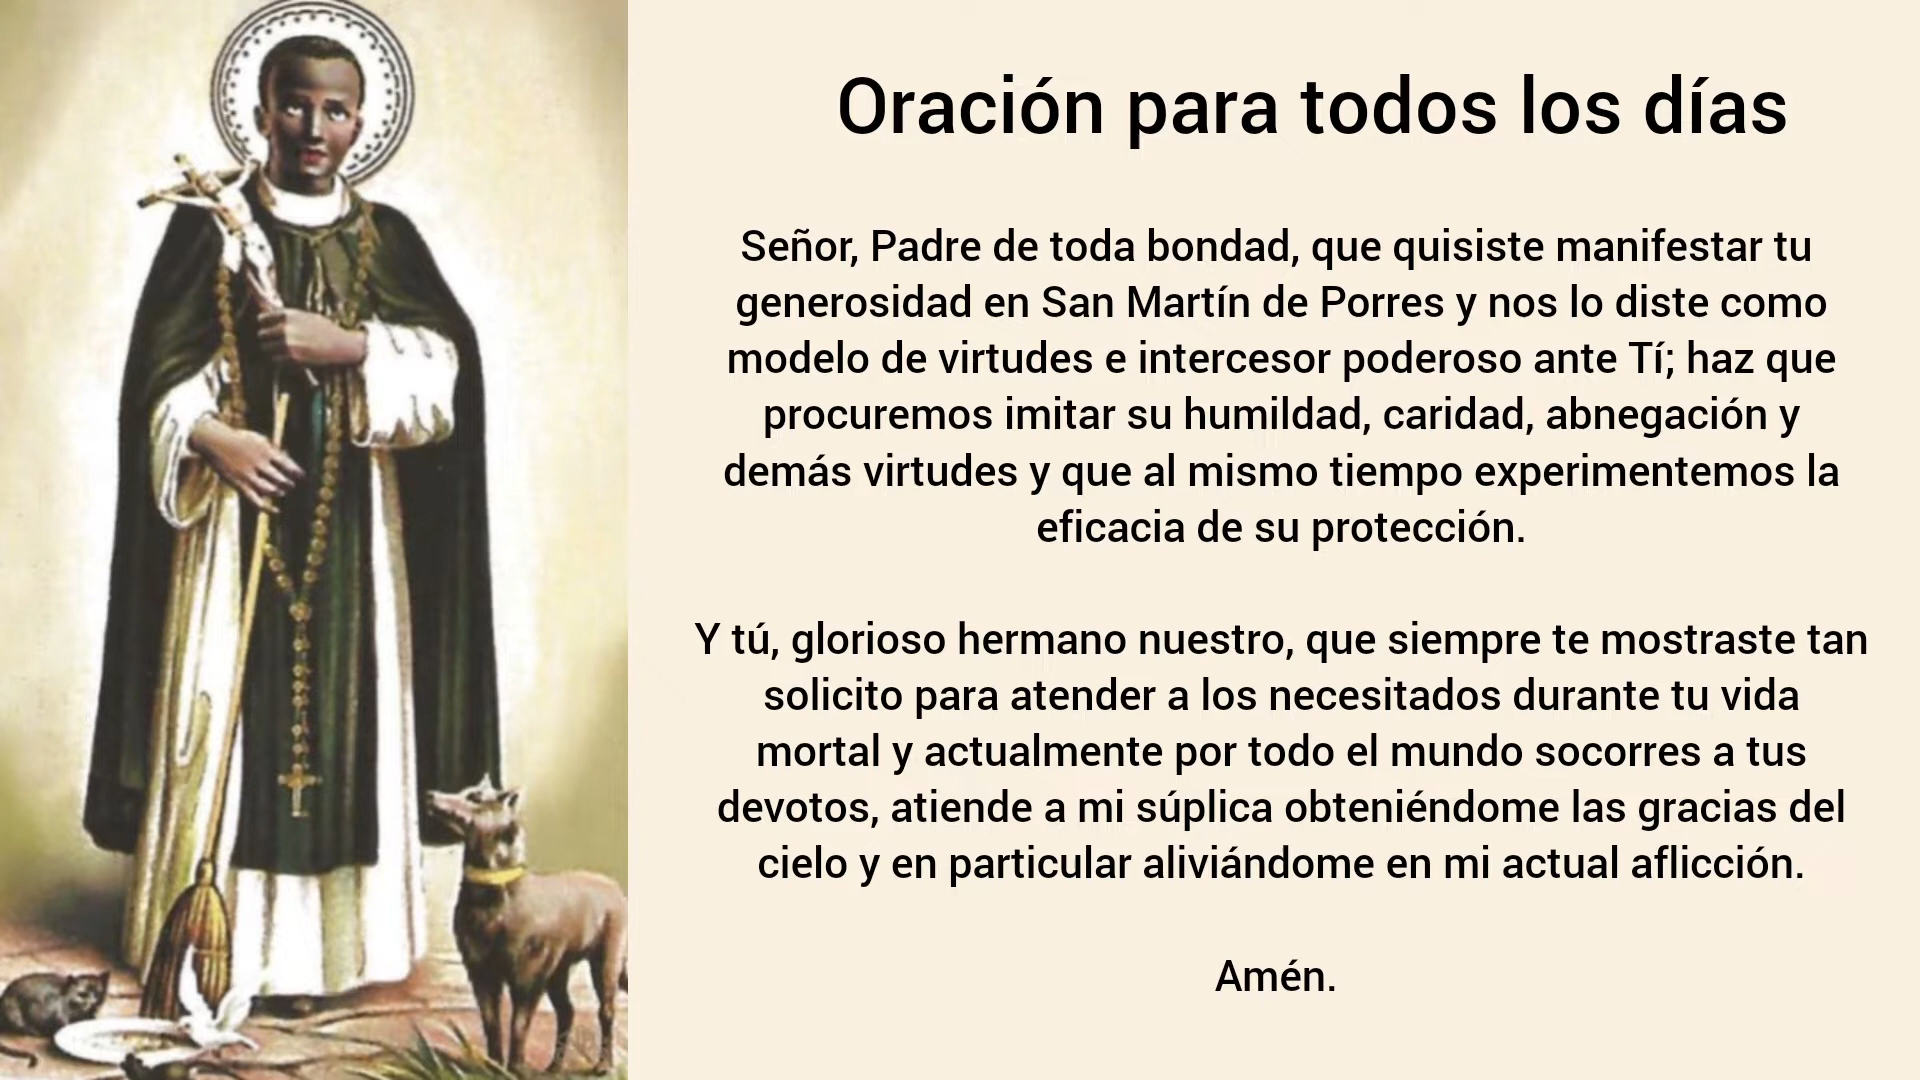 Oración para todos los días
Señor, Padre de toda bondad, que quisiste manifestar tu
generosidad en San Martín de Porres y nos lo diste como
modelo de virtudes e intercesor poderoso ante Tí; haz que
procuremos imitar su humildad, caridad, abnegación y
demás virtudes y que al mismo tiempo experimentemos la
eficacia de su protección.
Y tú, glorioso hermano nuestro, que siempre te mostraste tan
solicito para atender a los necesitados durante tu vida
mortal y actualmente por todo el mundo socorres a tus
devotos, atiende a mi súplica obteniéndome las gracias del
cielo y en particular aliviándome en mi actual aflicción.
Amén.